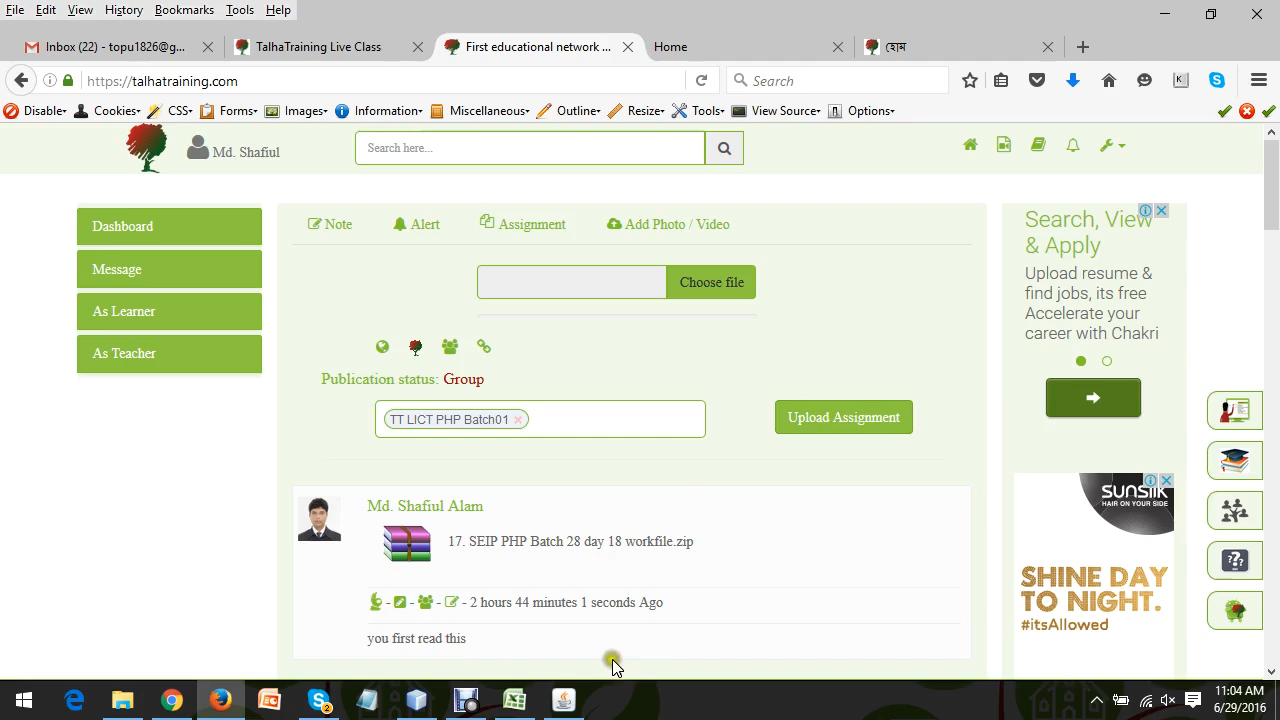 File Edit View History Bookmarks Tools Help
Inbox (22) - topu1826@g...
TalhaTraining Live Class
First educational network ...
Home
হোম
https://talhatraining.com
Search
Disable Cookies CSS Forms Images Information Miscellaneous Outline Resize Tools View Source Options
Md. Shafiul
Search here...
Dashboard
Message
As Learner
As Teacher
Note
Alert
Assignment
Add Photo / Video
Choose file
Publication status: Group
TT LICT PHP Batch01
Upload Assignment
Md. Shafiul Alam
17. SEIP PHP Batch 28 day 18 workfile.zip
- 2 hours 44 minutes 1 seconds Ago
you first read this
Search, View
& Apply
Upload resume &
find jobs, its free
Accelerate your
career with Chakri
SUNSILK
HAIR ON YOUR SIDE
SHINE DAY
TO NIGHT.
#itsAllowed
2
11:04 AM
6/29/2016